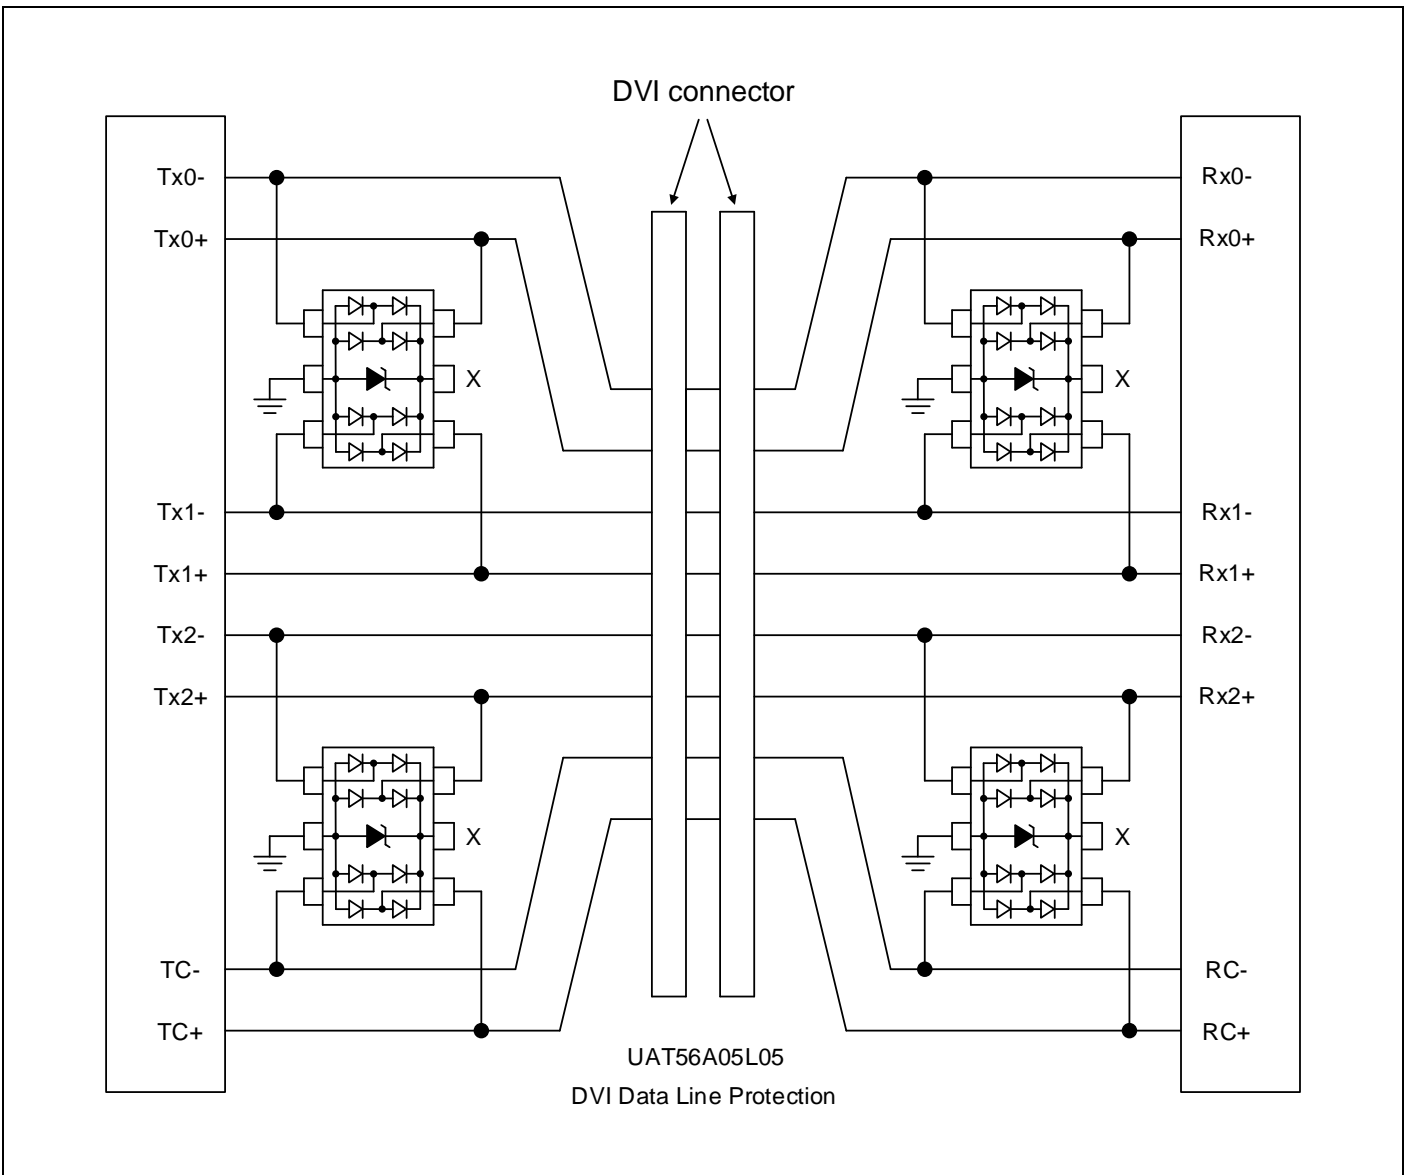 DVI connector
Tx0-
Rx0-
Tx0+
Rx0+
X
X
Tx1-
Rx1-
Tx1+
Rx1+
Tx2-
Rx2-
Tx2+
Rx2+
X
X
TC-
RC-
TC+
RC+
UAT56A05L05
DVI Data Line Protection